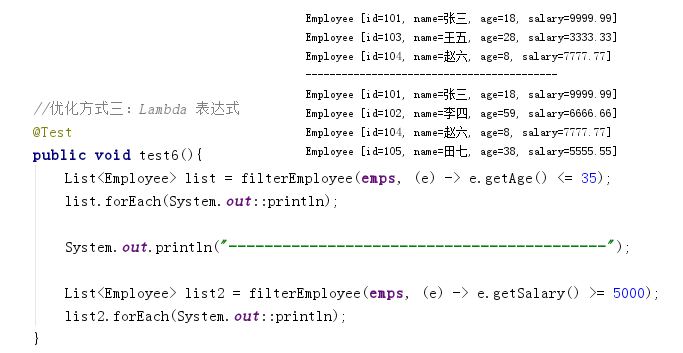 Employee [id=101, name=张三, age=18, salary=9999.99]
Employee [id=103, name=王五, age=28, salary=3333.33]
Employee [id=104, name=赵六, age=8, salary=7777.77]
------------------------------------------
Employee [id=101, name=张三, age=18, salary=9999.99]
Employee [id=102, name=李四, age=59, salary=6666.66]
Employee [id=104, name=赵六, age=8, salary=7777.77]
Employee [id=105, name=田七, age=38, salary=5555.55]
//优化方式三：Lambda 表达式
@Test
public void test6(){
List<Employee> list = filterEmployee(emps, (e) -> e.getAge() <= 35);
list.forEach(System.out::println);
System.out.println("------------------------------------------");
List<Employee> list2 = filterEmployee(emps, (e) -> e.getSalary() >= 5000);
list2.forEach(System.out::println);
}